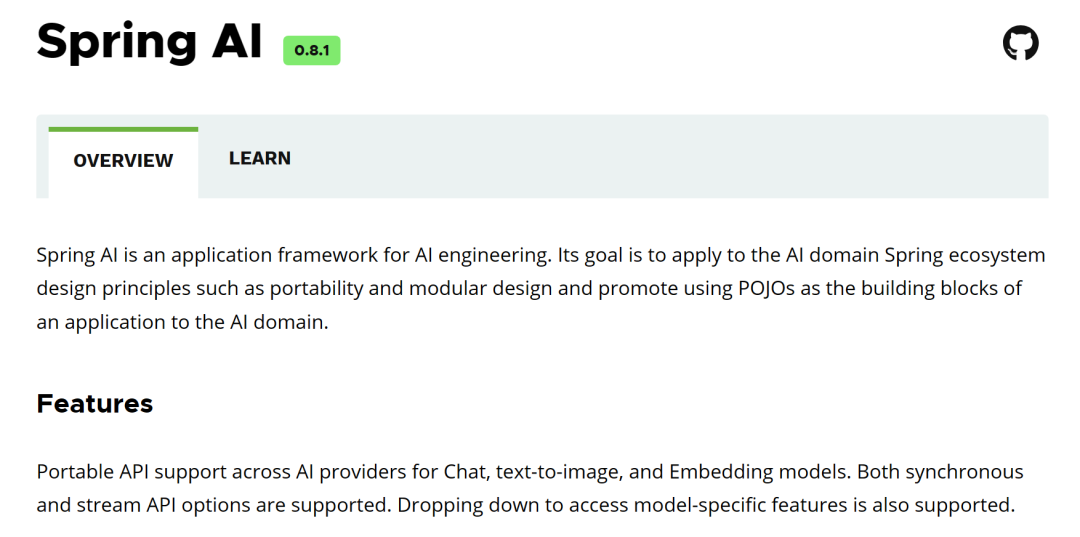 Spring AI 0.8.1
OVERVIEW LEARN
Spring AI is an application framework for AI engineering. Its goal is to apply to the AI domain Spring ecosystem
design principles such as portability and modular design and promote using POJOs as the building blocks of
an application to the AI domain.
Features
Portable API support across AI providers for Chat, text-to-image, and Embedding models. Both synchronous
and stream API options are supported. Dropping down to access model-specific features is also supported.